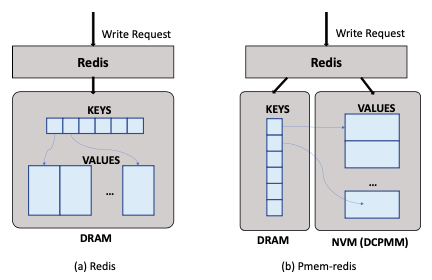 Write Request
Redis
KEYS
VALUES
...
DRAM
(a) Redis
Write Request
Redis
KEYS
VALUES
...
DRAM
NVM (DCPMM)
(b) Pmem-redis